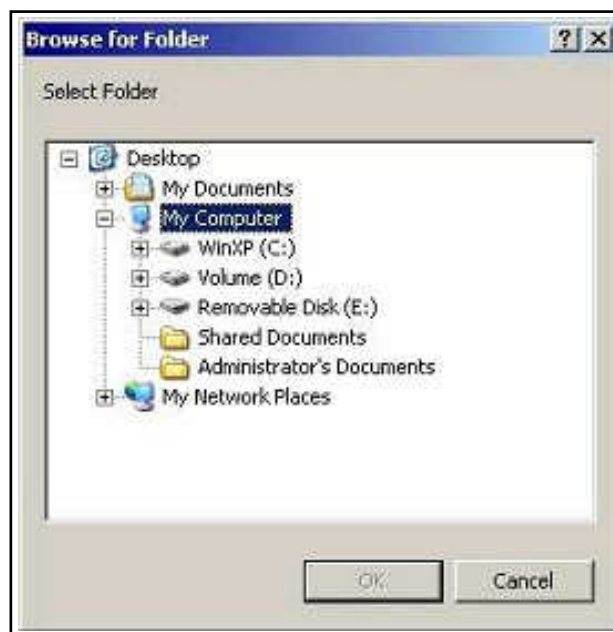 Browse for Folder
Select Folder
Desktop
My Documents
My Computer
WinXP (C:)
Volume (D:)
Removable Disk (E:)
Shared Documents
Administrator's Documents
My Network Places
OK Cancel